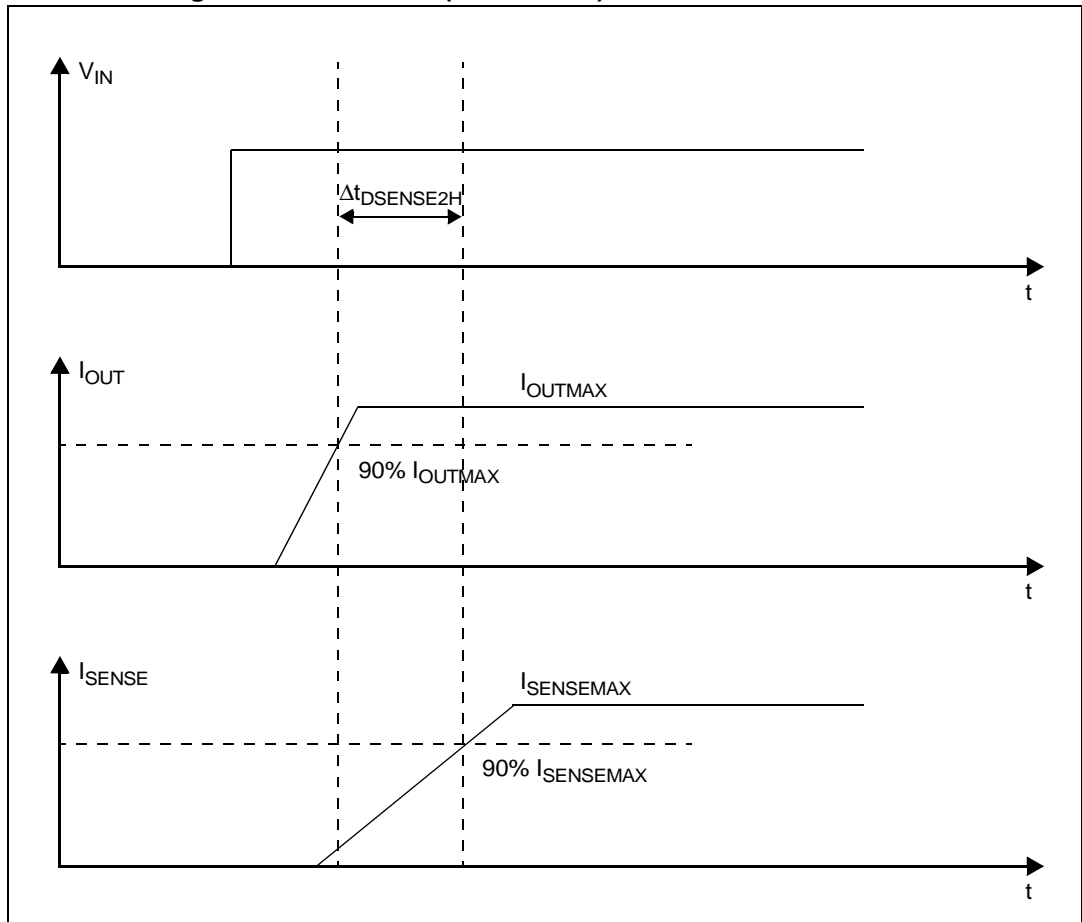 V_IN
Δt_DSENSE2H
t
I_OUT
I_OUTMAX
90% I_OUTMAX
t
I_SENSE
I_SENSEMAX
90% I_SENSEMAX
t